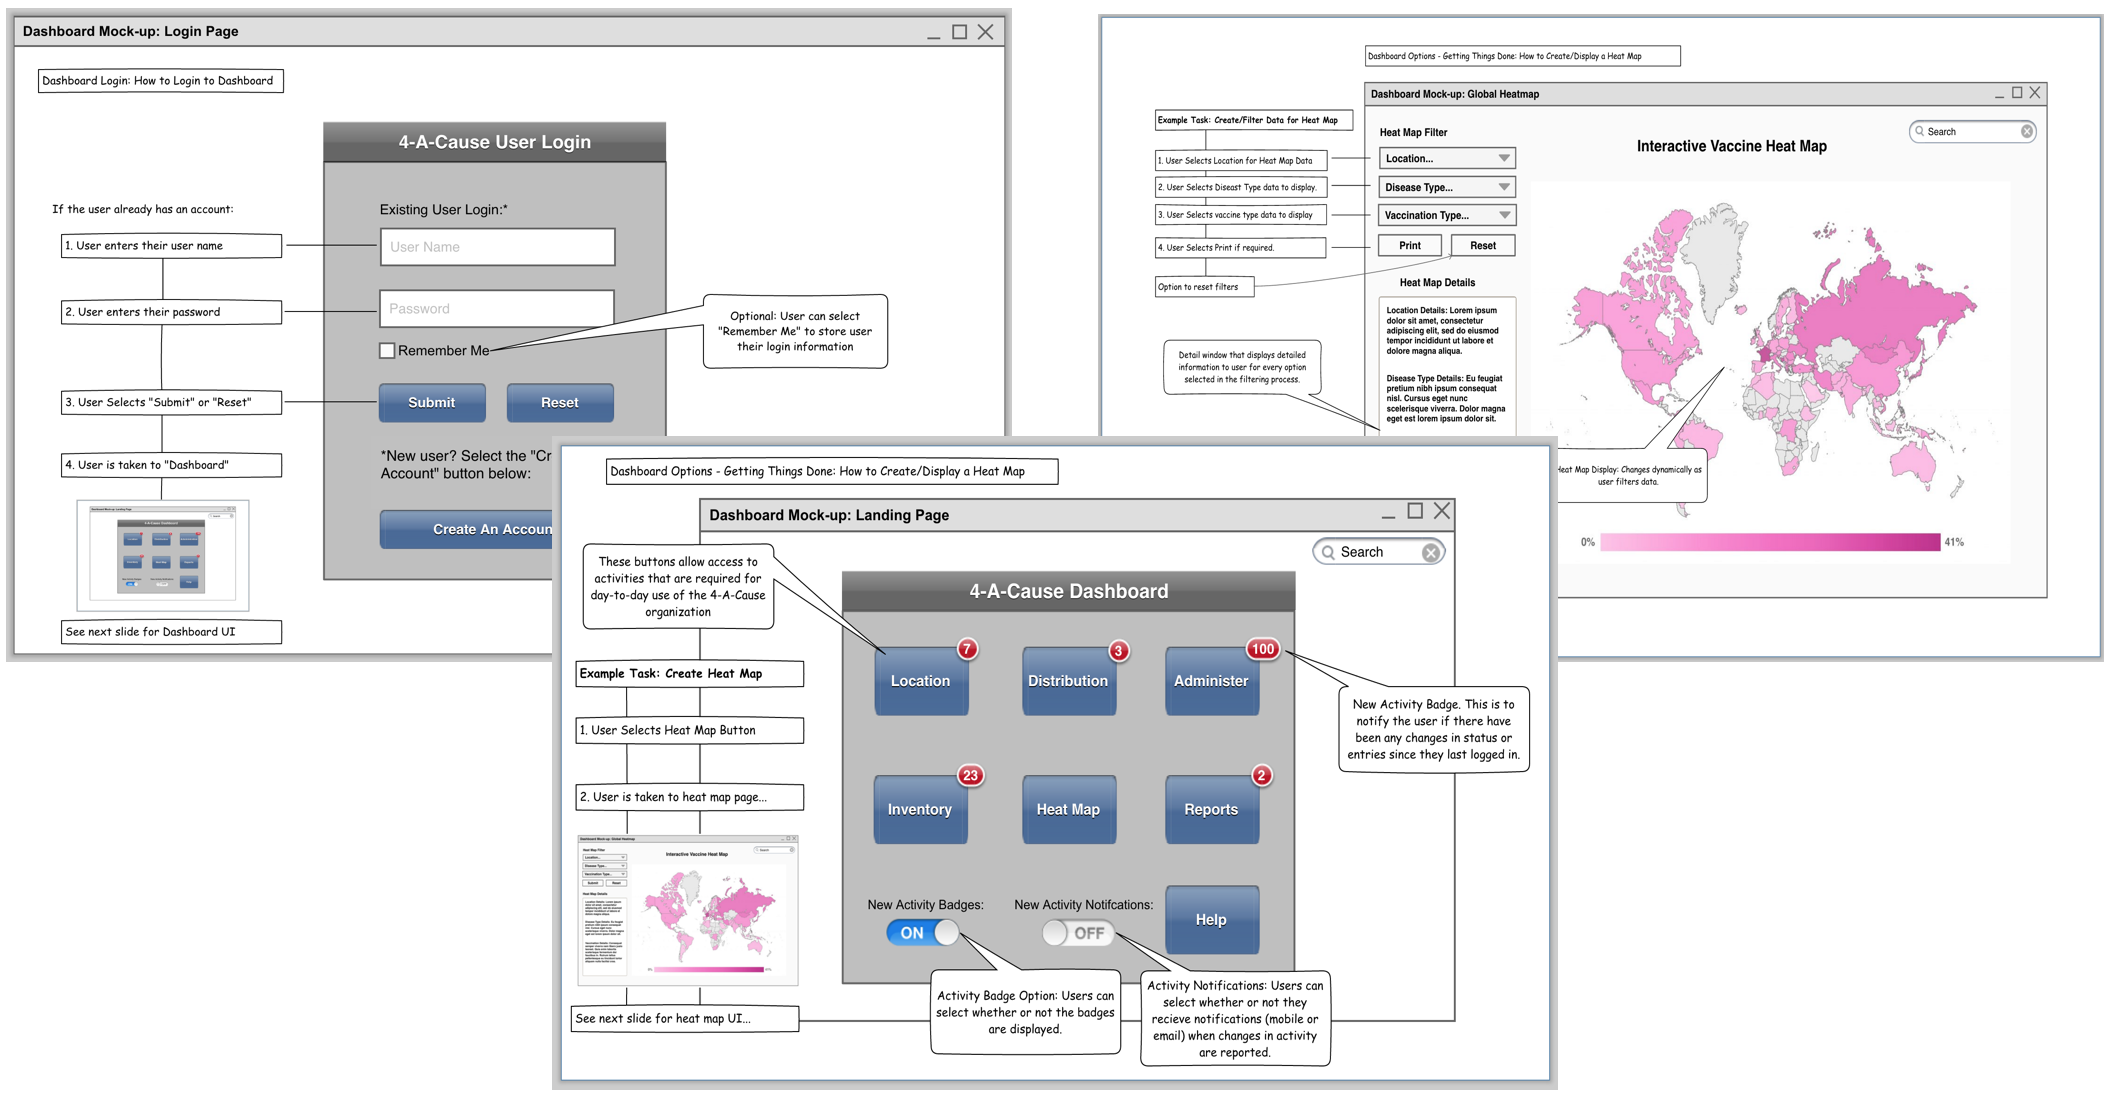 Dashboard Mock-up: Login Page
Dashboard Login: How to Login to Dashboard
4-A-Cause User Login
If the user already has an account:
1. User enters their user name
2. User enters their password
3. User Selects "Submit" or "Reset"
4. User is taken to "Dashboard"
See next slide for Dashboard UI
Existing User Login:*
User Name
Password
Remember Me
Optional: User can select
"Remember Me" to store user
their login information
Submit
Reset
*New user? Select the "Cr
Account" button below:
Create An Accoun
Dashboard Options - Getting Things Done: How to Create/Display a Heat Map
Dashboard Mock-up: Global Heatmap
Example Task: Create/Filter Data for Heat Map
1. User Selects Location for Heat Map Data
2. User Selects Diseast Type data to display.
3. User Selects vaccine type data to display
4. User Selects Print if required.
Option to reset filters
Detail window that displays detailed
information to user for every option
selected in the filtering process.
Heat Map Filter
Location...
Disease Type...
Vaccination Type...
Print
Reset
Heat Map Details
Location Details: Lorem ipsum
dolor sit amet, consectetur
adipiscing elit, sed do eiusmod
tempor incididunt ut labore et
dolore magna aliqua.
Disease Type Details: Eu feugiat
pretium nibh ipsum consequat
nisl. Cursus eget nunc
scelerisque viverra. Dolor magna
eget est lorem ipsum dolor sit.
Search
Interactive Vaccine Heat Map
Heat Map Display: Changes dynamically as
user filters data.
0%
41%
Dashboard Options - Getting Things Done: How to Create/Display a Heat Map
Dashboard Mock-up: Landing Page
Search
These buttons allow access to
activities that are required for
day-to-day use of the 4-A-Cause
organization
Example Task: Create Heat Map
1. User Selects Heat Map Button
2. User is taken to heat map page...
Interactive Vaccine Heat Map
See next slide for heat map UI...
4-A-Cause Dashboard
Location
7
Distribution
3
Administer
100
Inventory
23
Heat Map
Reports
2
New Activity Badges:
ON
New Activity Notifcations:
OFF
Help
New Activity Badge. This is to
notify the user if there have
been any changes in status or
entries since they last logged in.
Activity Badge Option: Users can
select whether or not the badges
are displayed.
Activity Notifications: Users can
select whether or not they
recieve notifications (mobile or
email) when changes in activity
are reported.